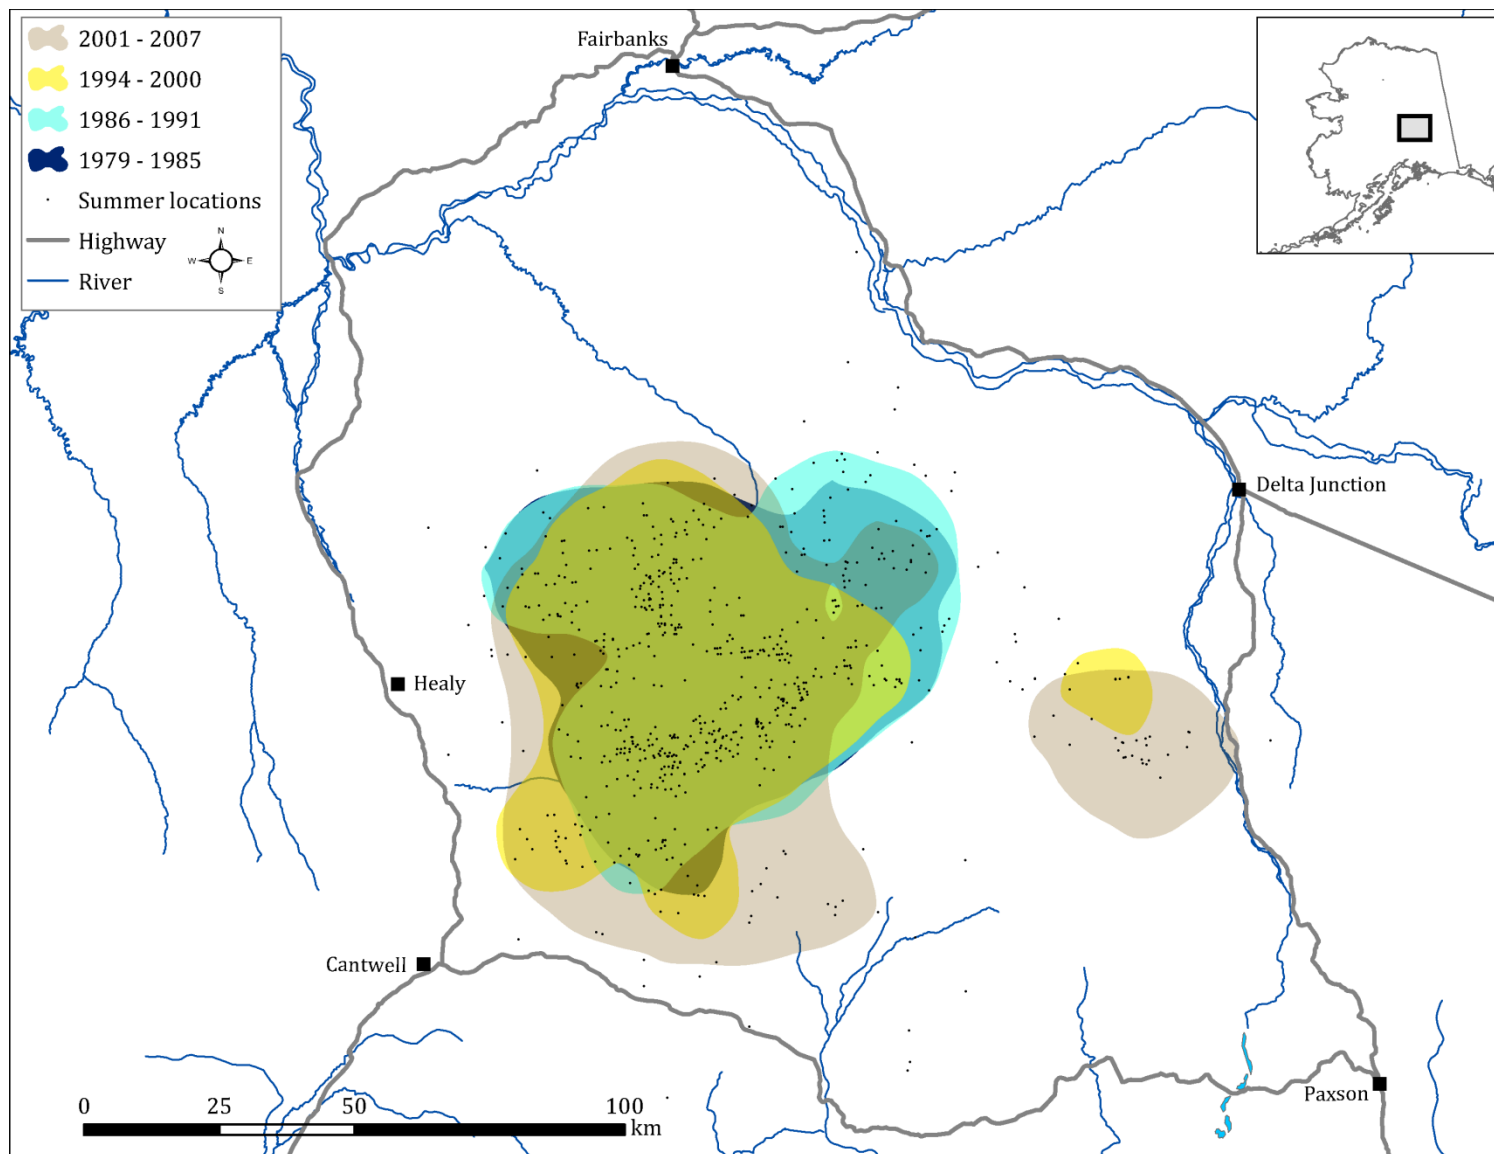 2001 - 2007
1994 - 2000
1986 - 1991
1979 - 1985
Summer locations
Highway
River
N
W E
S
Fairbanks
Delta Junction
Healy
Cantwell
Paxson
0 25 50 100
km